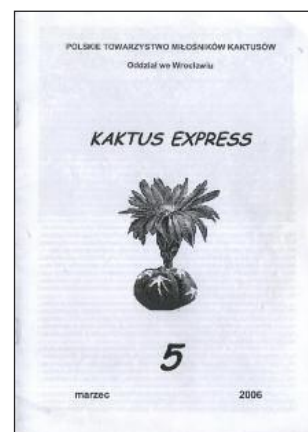 POLSKIE TOWARZYSTWO MIŁOŚNIKÓW KAKTUSÓW
Oddział we Wrocławiu
KAKTUS EXPRESS
5
marzec 2006